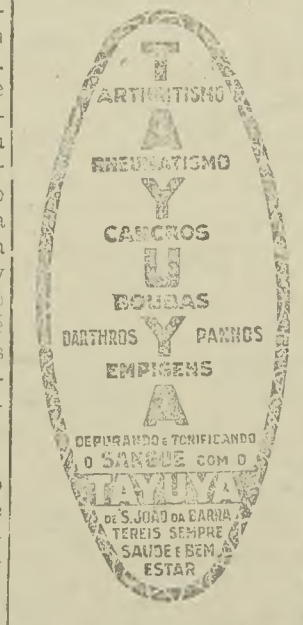 T
ARTHRITISMO
A
RHEUMATISMO
Y
CANCROS
U
BOUBAS
DARTHROS Y PANNOS
EMPIGENS
A
DEPURANDO E TONIFICANDO
O SANGUE COM O
TAYUYA
DE S. JOÃO DA BARRA
TEREIS SEMPRE
SAUDE E BEM
ESTAR